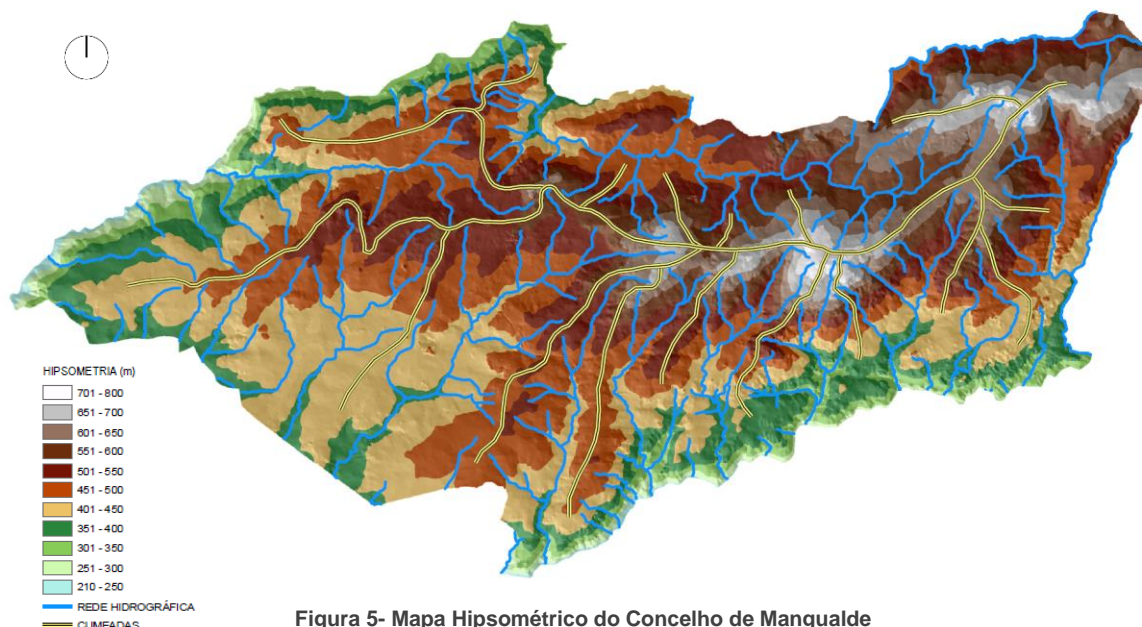 HIPSOMETRIA (m)
701 - 800
651 - 700
601 - 650
551 - 600
501 - 550
451 - 500
401 - 450
351 - 400
301 - 350
251 - 300
210 - 250
REDE HIDROGRÁFICA
CUMEADAS
Figura 5- Mapa Hipsométrico do Concelho de Mangualde